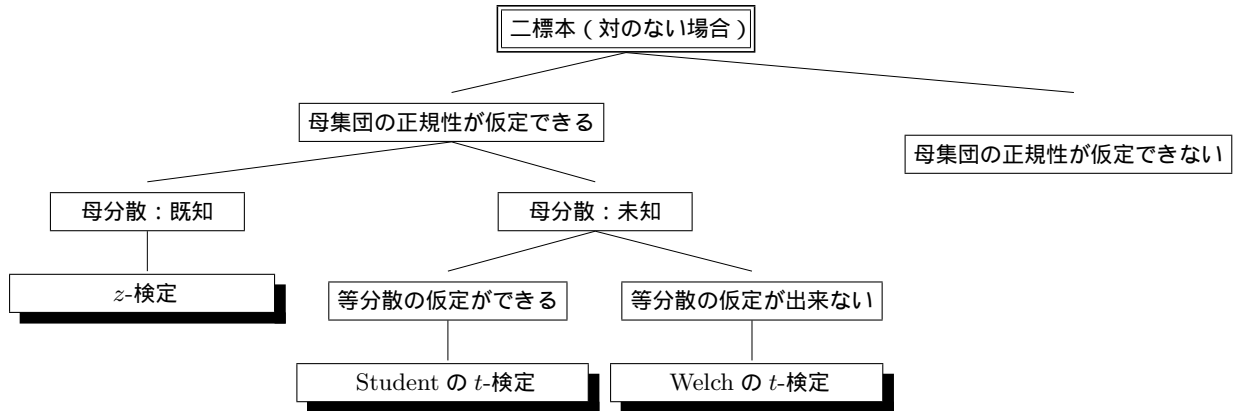 二標本(対のない場合)
母集団の正規性が仮定できる
母集団の正規性が仮定できない
母分散:既知
母分散:未知
z-検定
等分散の仮定ができる
等分散の仮定が出来ない
Student の t-検定
Welch の t-検定